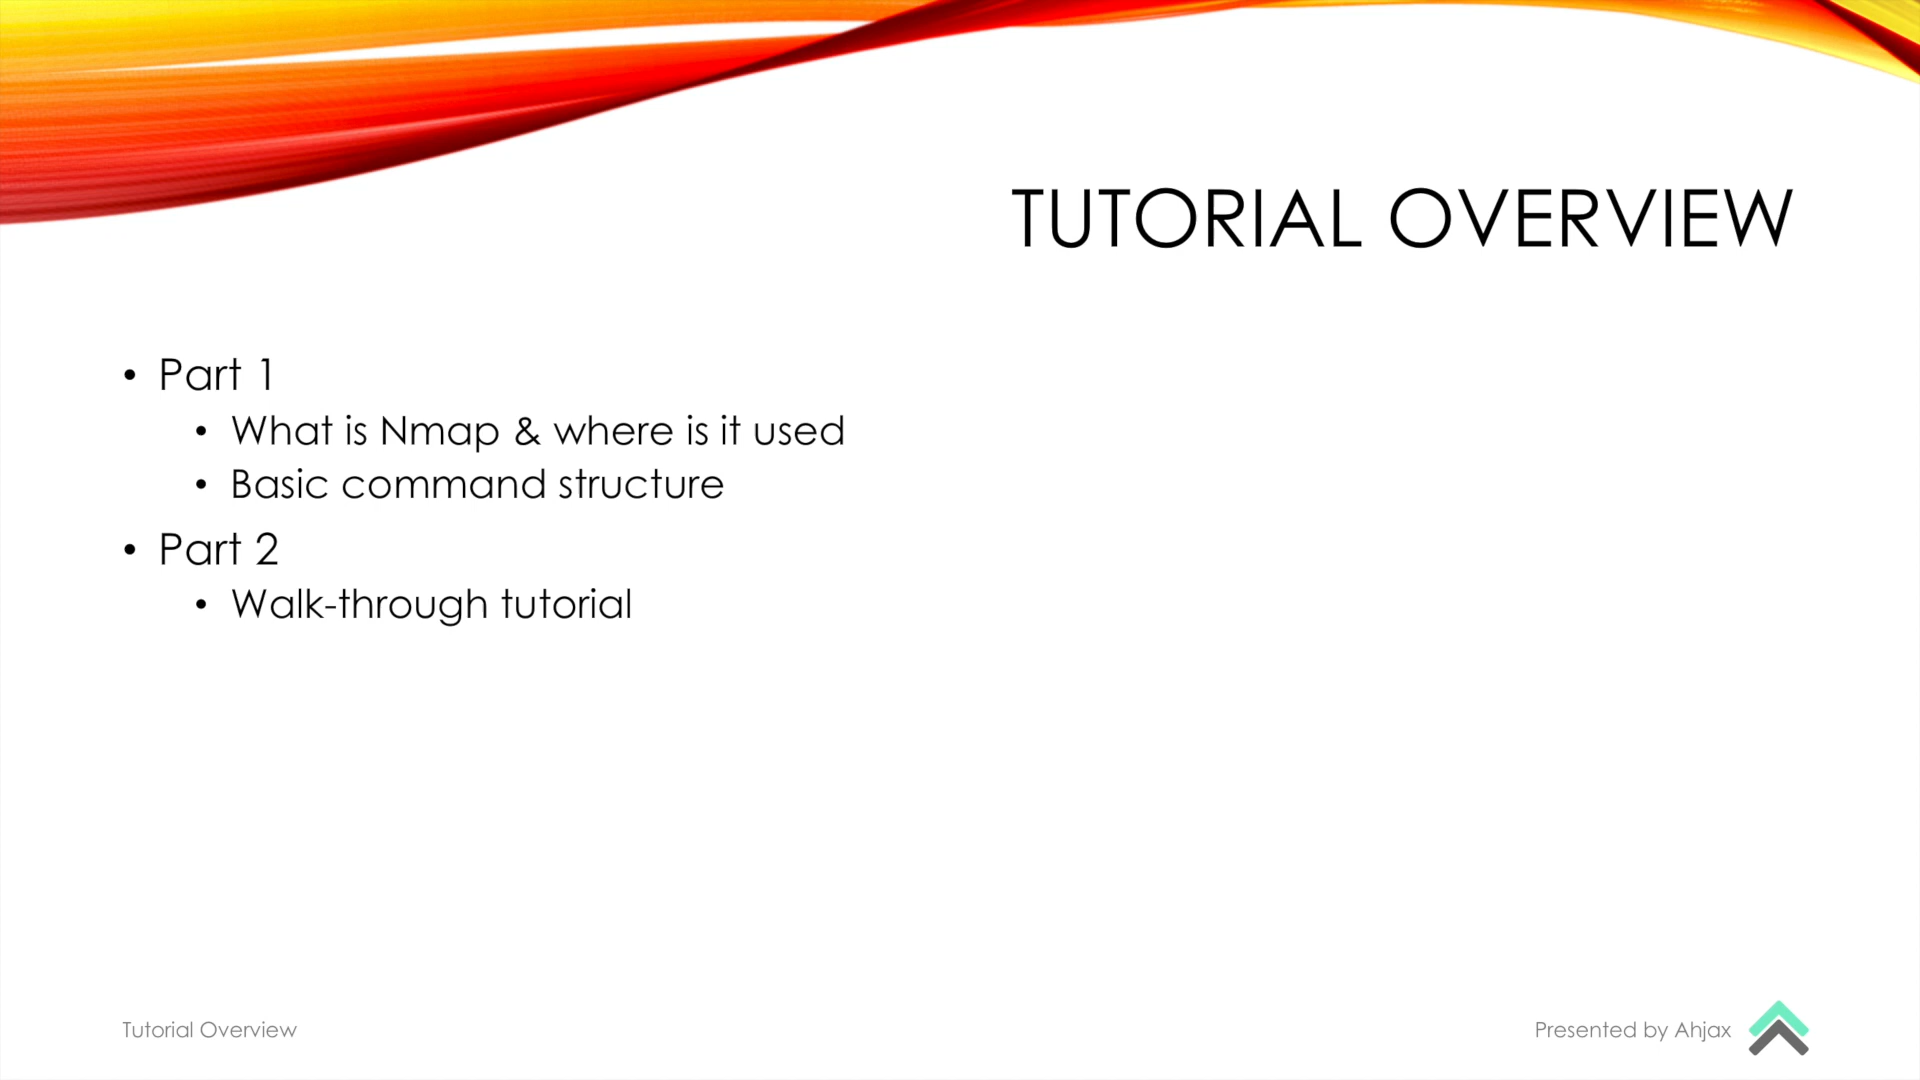 TUTORIAL OVERVIEW
• Part 1
• What is Nmap & where is it used
• Basic command structure
• Part 2
• Walk-through tutorial
Tutorial Overview
Presented by Ahjax